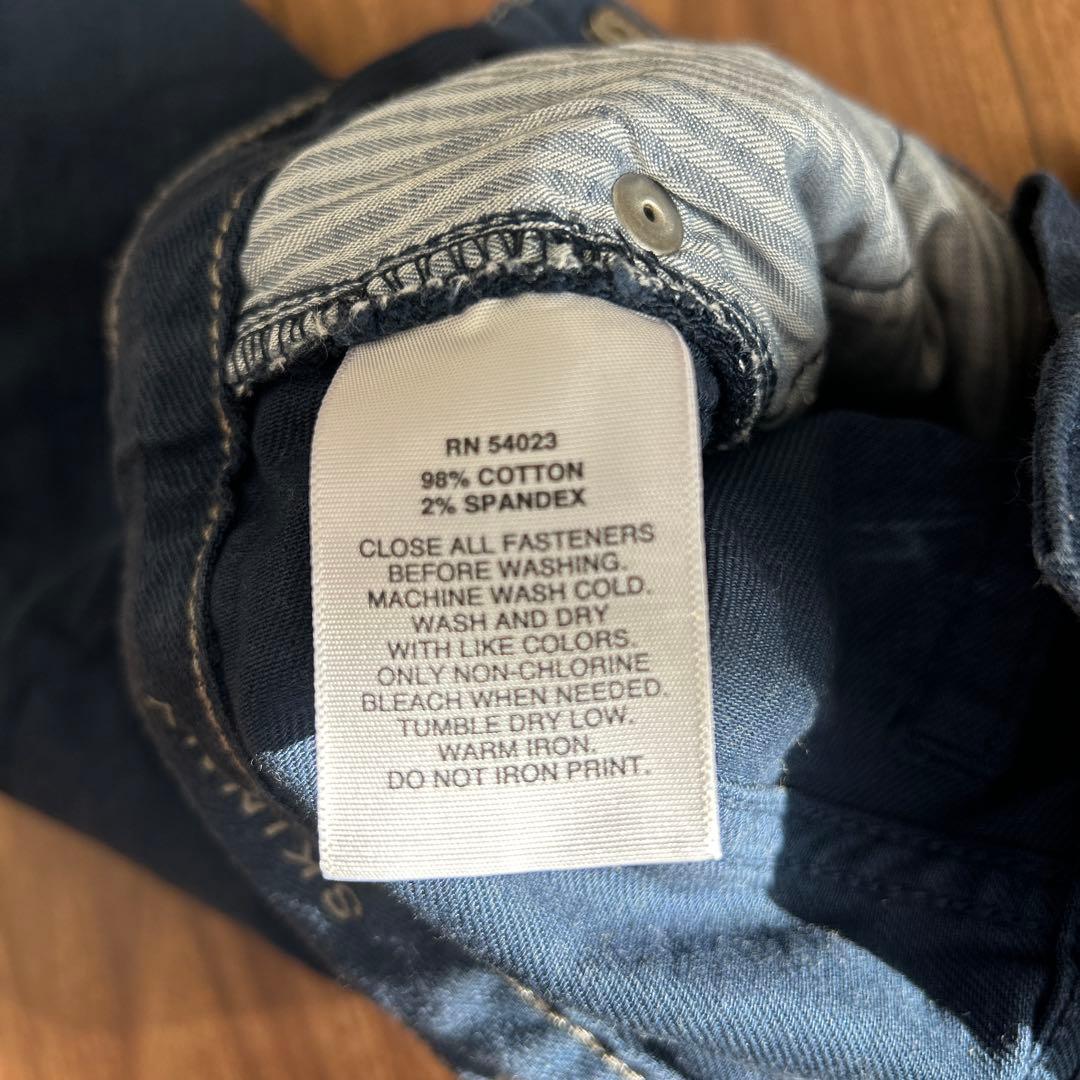 RN 54023
98% COTTON
2% SPANDEX
CLOSE ALL FASTENERS
BEFORE WASHING.
MACHINE WASH COLD.
WASH AND DRY
WITH LIKE COLORS.
ONLY NON-CHLORINE
BLEACH WHEN NEEDED.
TUMBLE DRY LOW.
WARM IRON.
DO NOT IRON PRINT.
SKINNY